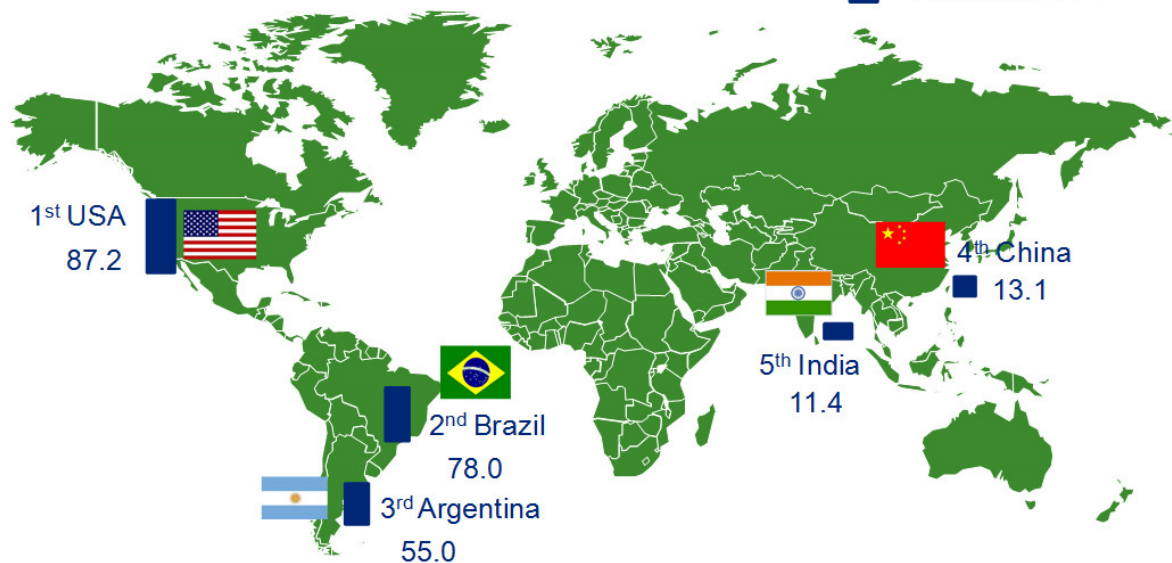 1st USA
87.2
4th China
13.1
5th India
11.4
2nd Brazil
78.0
3rd Argentina
55.0